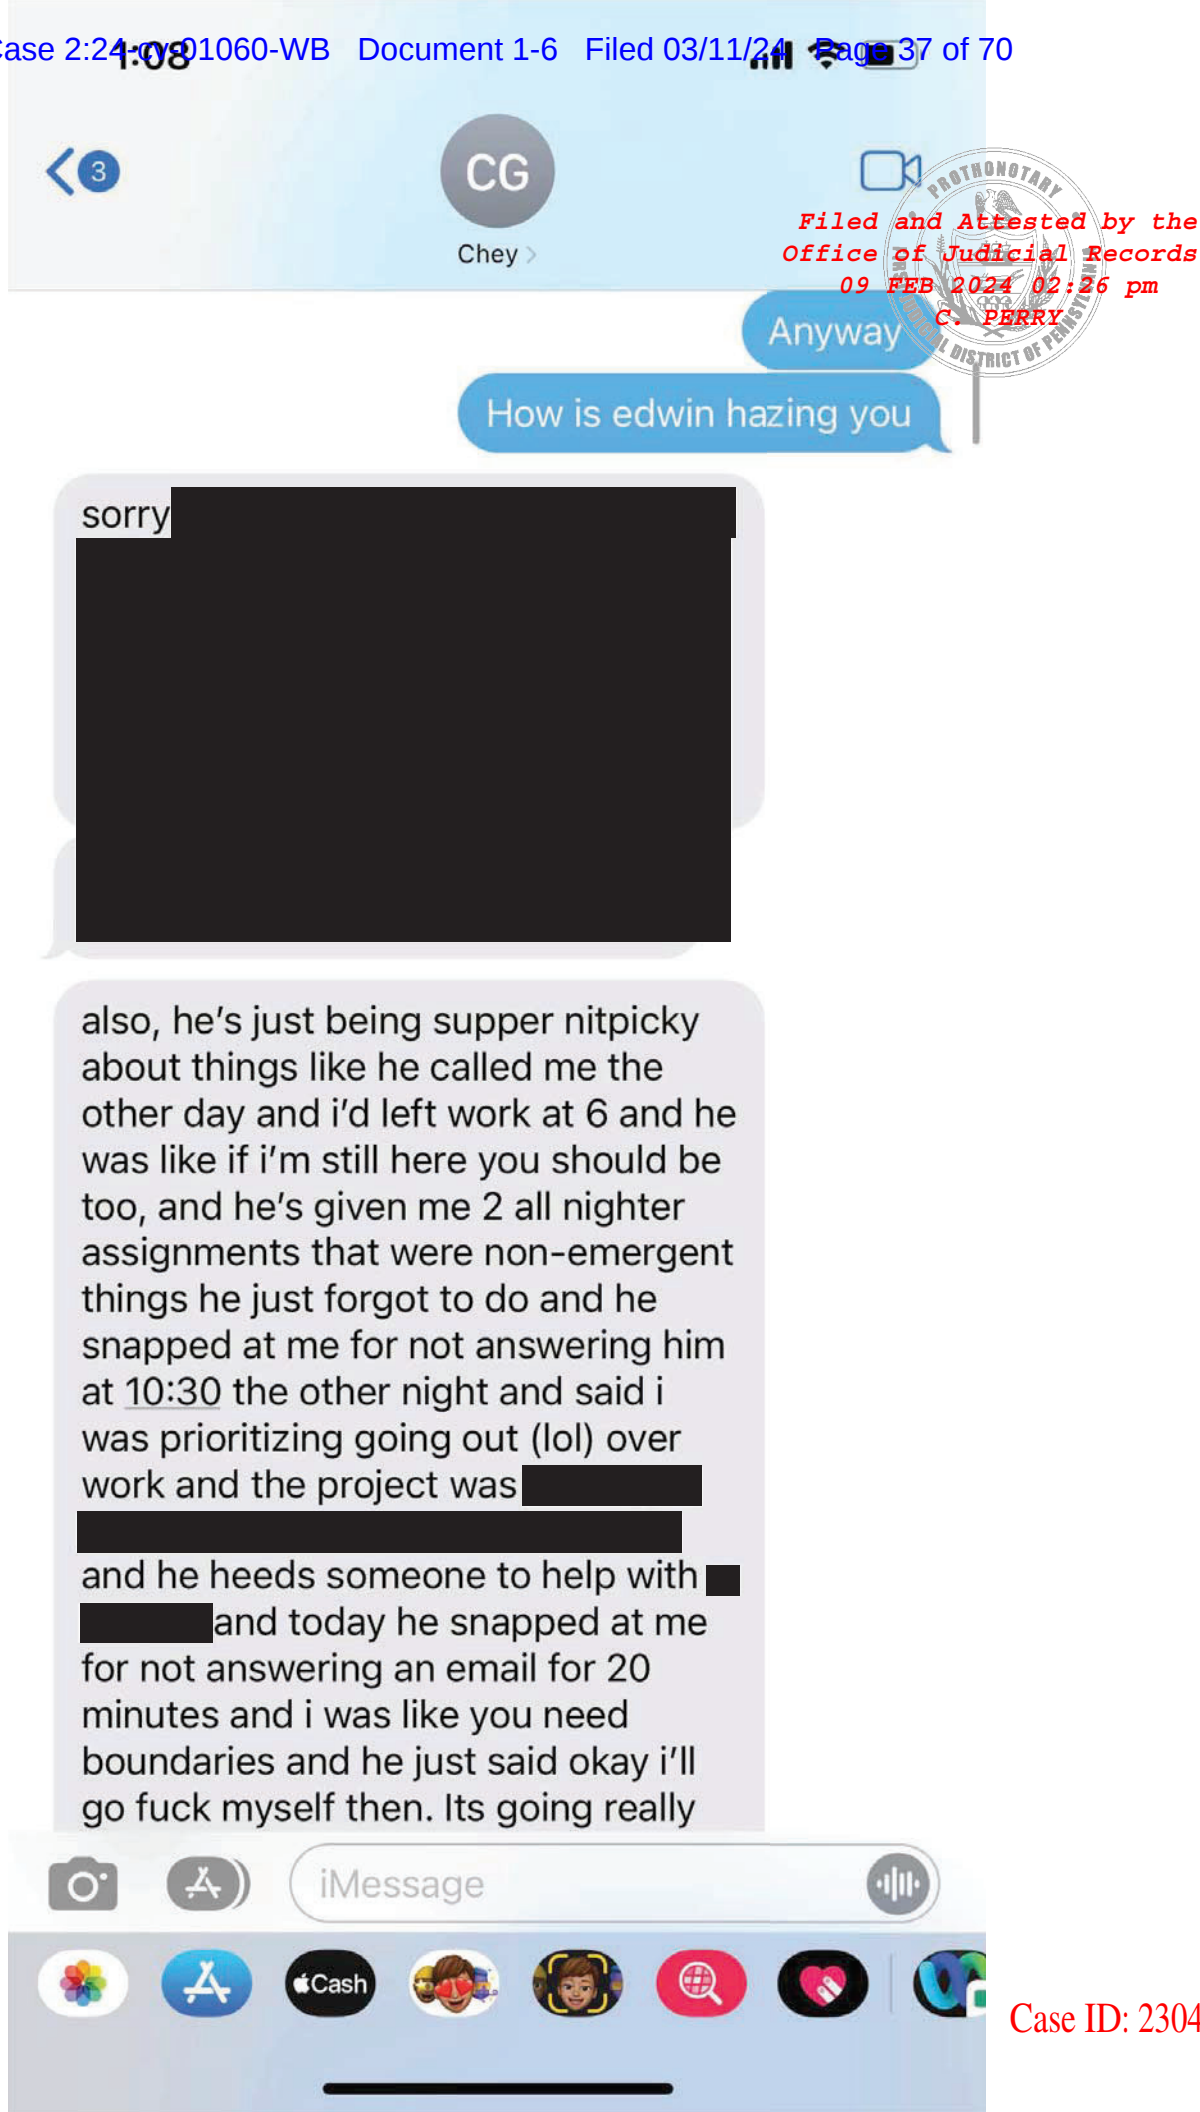 Case 2:24-cv-01060-WB Document 1-6 Filed 03/11/24 Page 37 of 70
1:08
3
CG
Chey
PROTHONOTARY
DISTRICT OF PENNSYLVANIA
Filed and Attested by the
Office of Judicial Records
09 FEB 2024 02:26 pm
C. PERRY
Anyway
How is edwin hazing you
sorry
also, he's just being supper nitpicky
about things like he called me the
other day and i'd left work at 6 and he
was like if i'm still here you should be
too, and he's given me 2 all nighter
assignments that were non-emergent
things he just forgot to do and he
snapped at me for not answering him
at 10:30 the other night and said i
was prioritizing going out (lol) over
work and the project was
and he heeds someone to help with
and today he snapped at me
for not answering an email for 20
minutes and i was like you need
boundaries and he just said okay i'll
go fuck myself then. Its going really
iMessage
Cash
Case ID: 2304